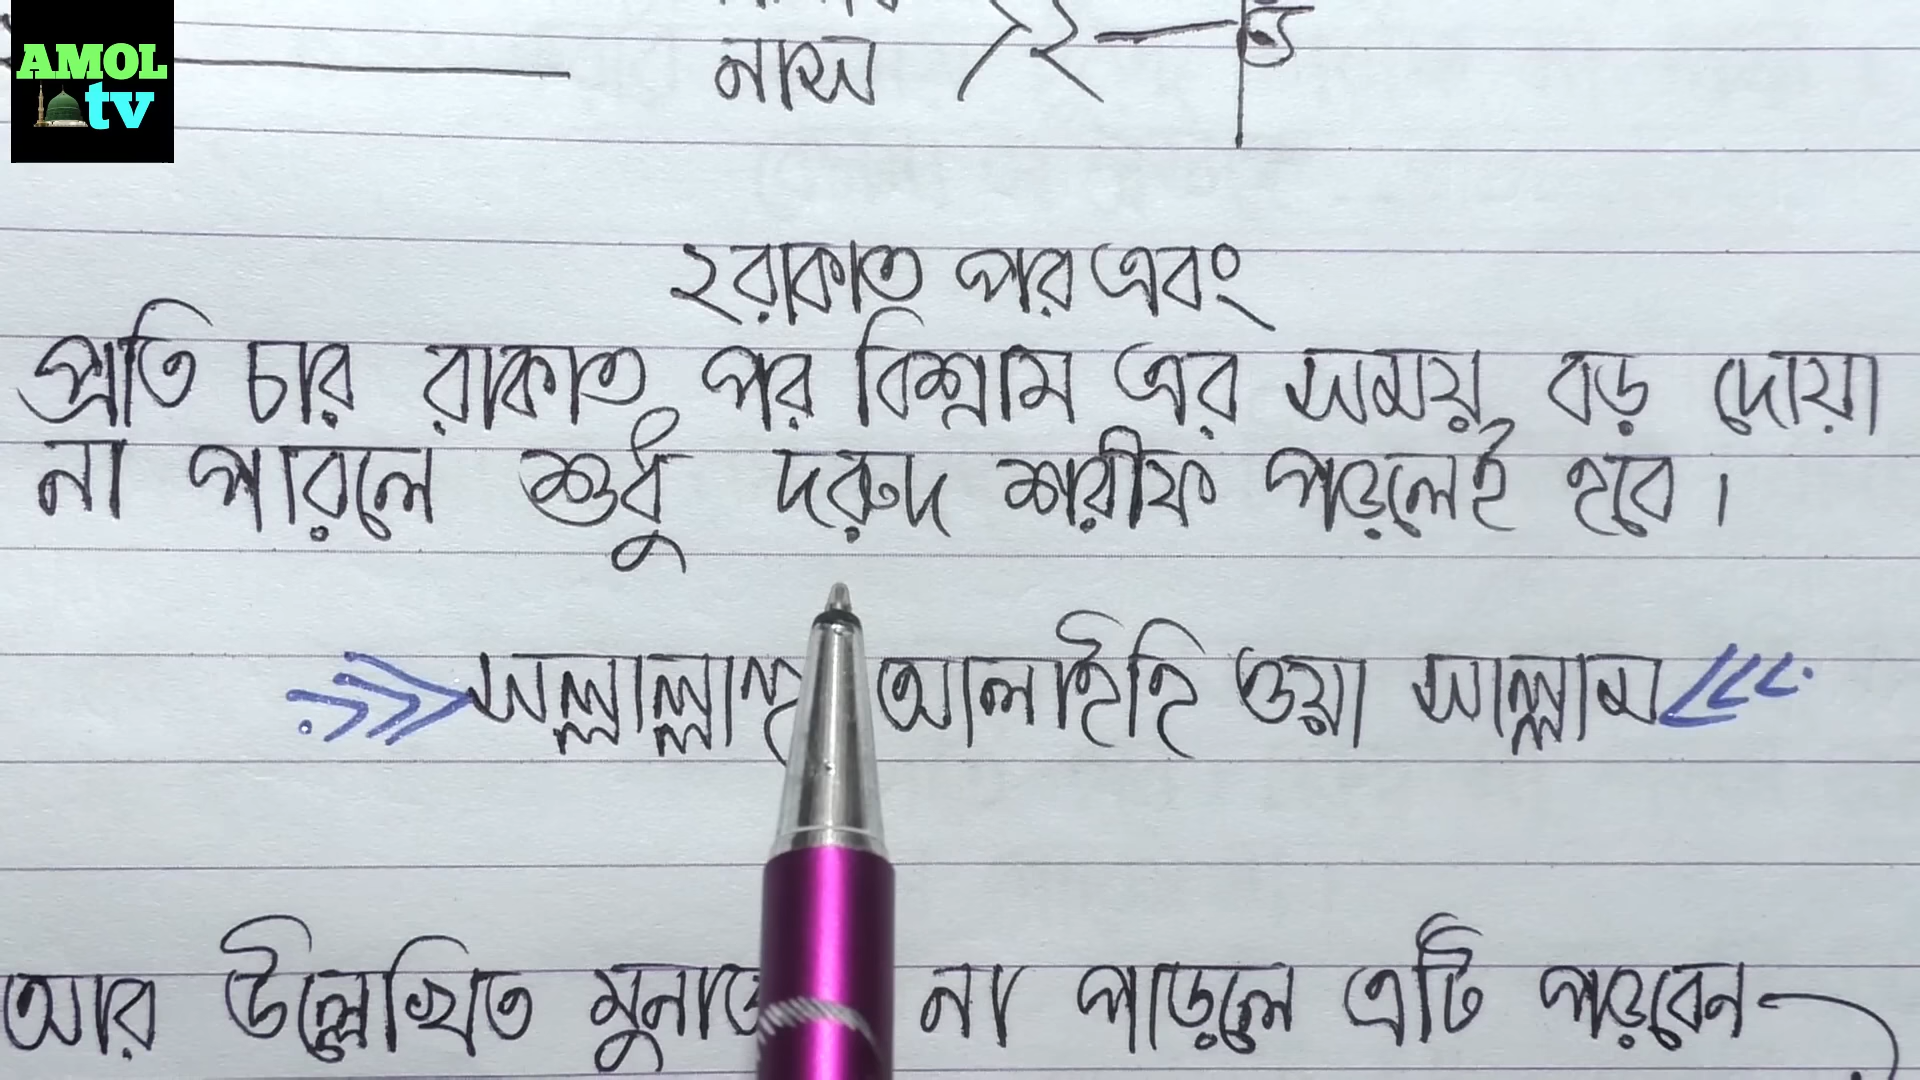 AMOL
tv
নাস ২
২রাকাত পর এবং
প্রতি চার রাকাত পর বিশ্রাম এর সময় বড় দোয়া
না পারলে শুধু দরুদ শরীফ পড়লেই হবে।
সল্লাল্লাহু আলাইহি ওয়া সাল্লাম
আর উল্লেখিত না পাড়লে এটি পড়বেন